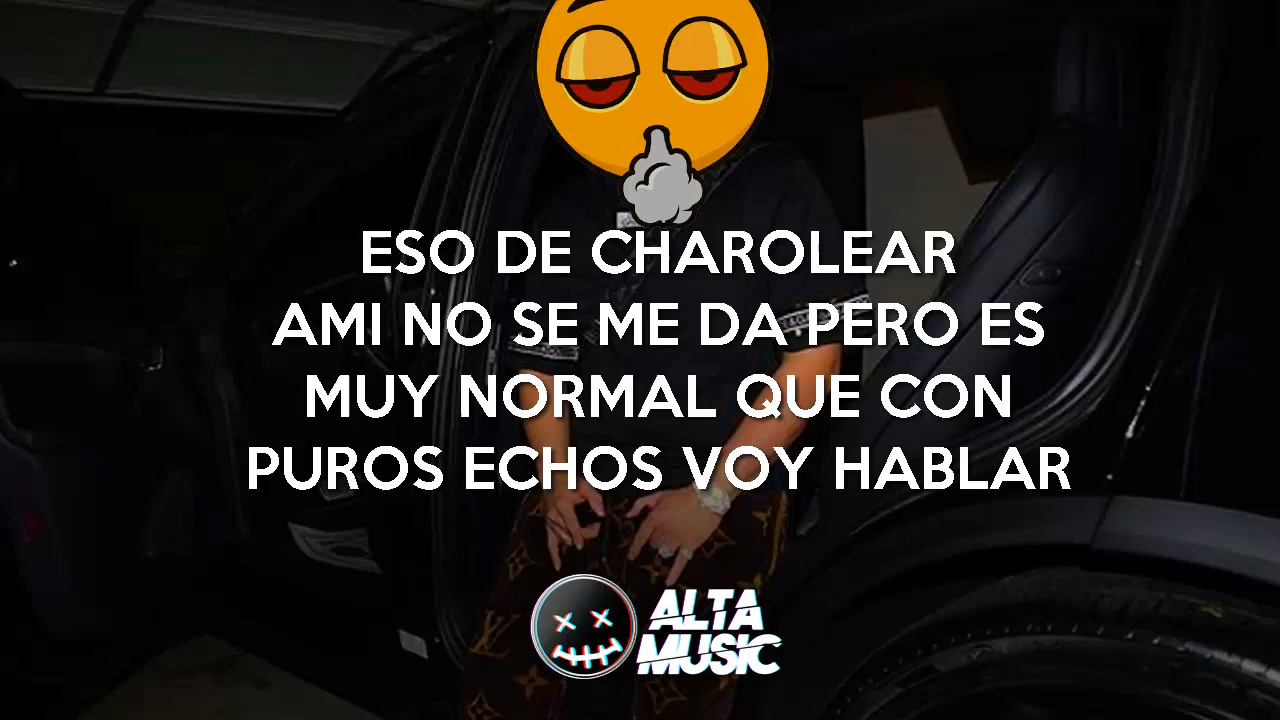 ESO DE CHAROLEAR
AMI NO SE ME DA PERO ES
MUY NORMAL QUE CON
PUROS ECHOS VOY HABLAR
ALTA
MUSIC